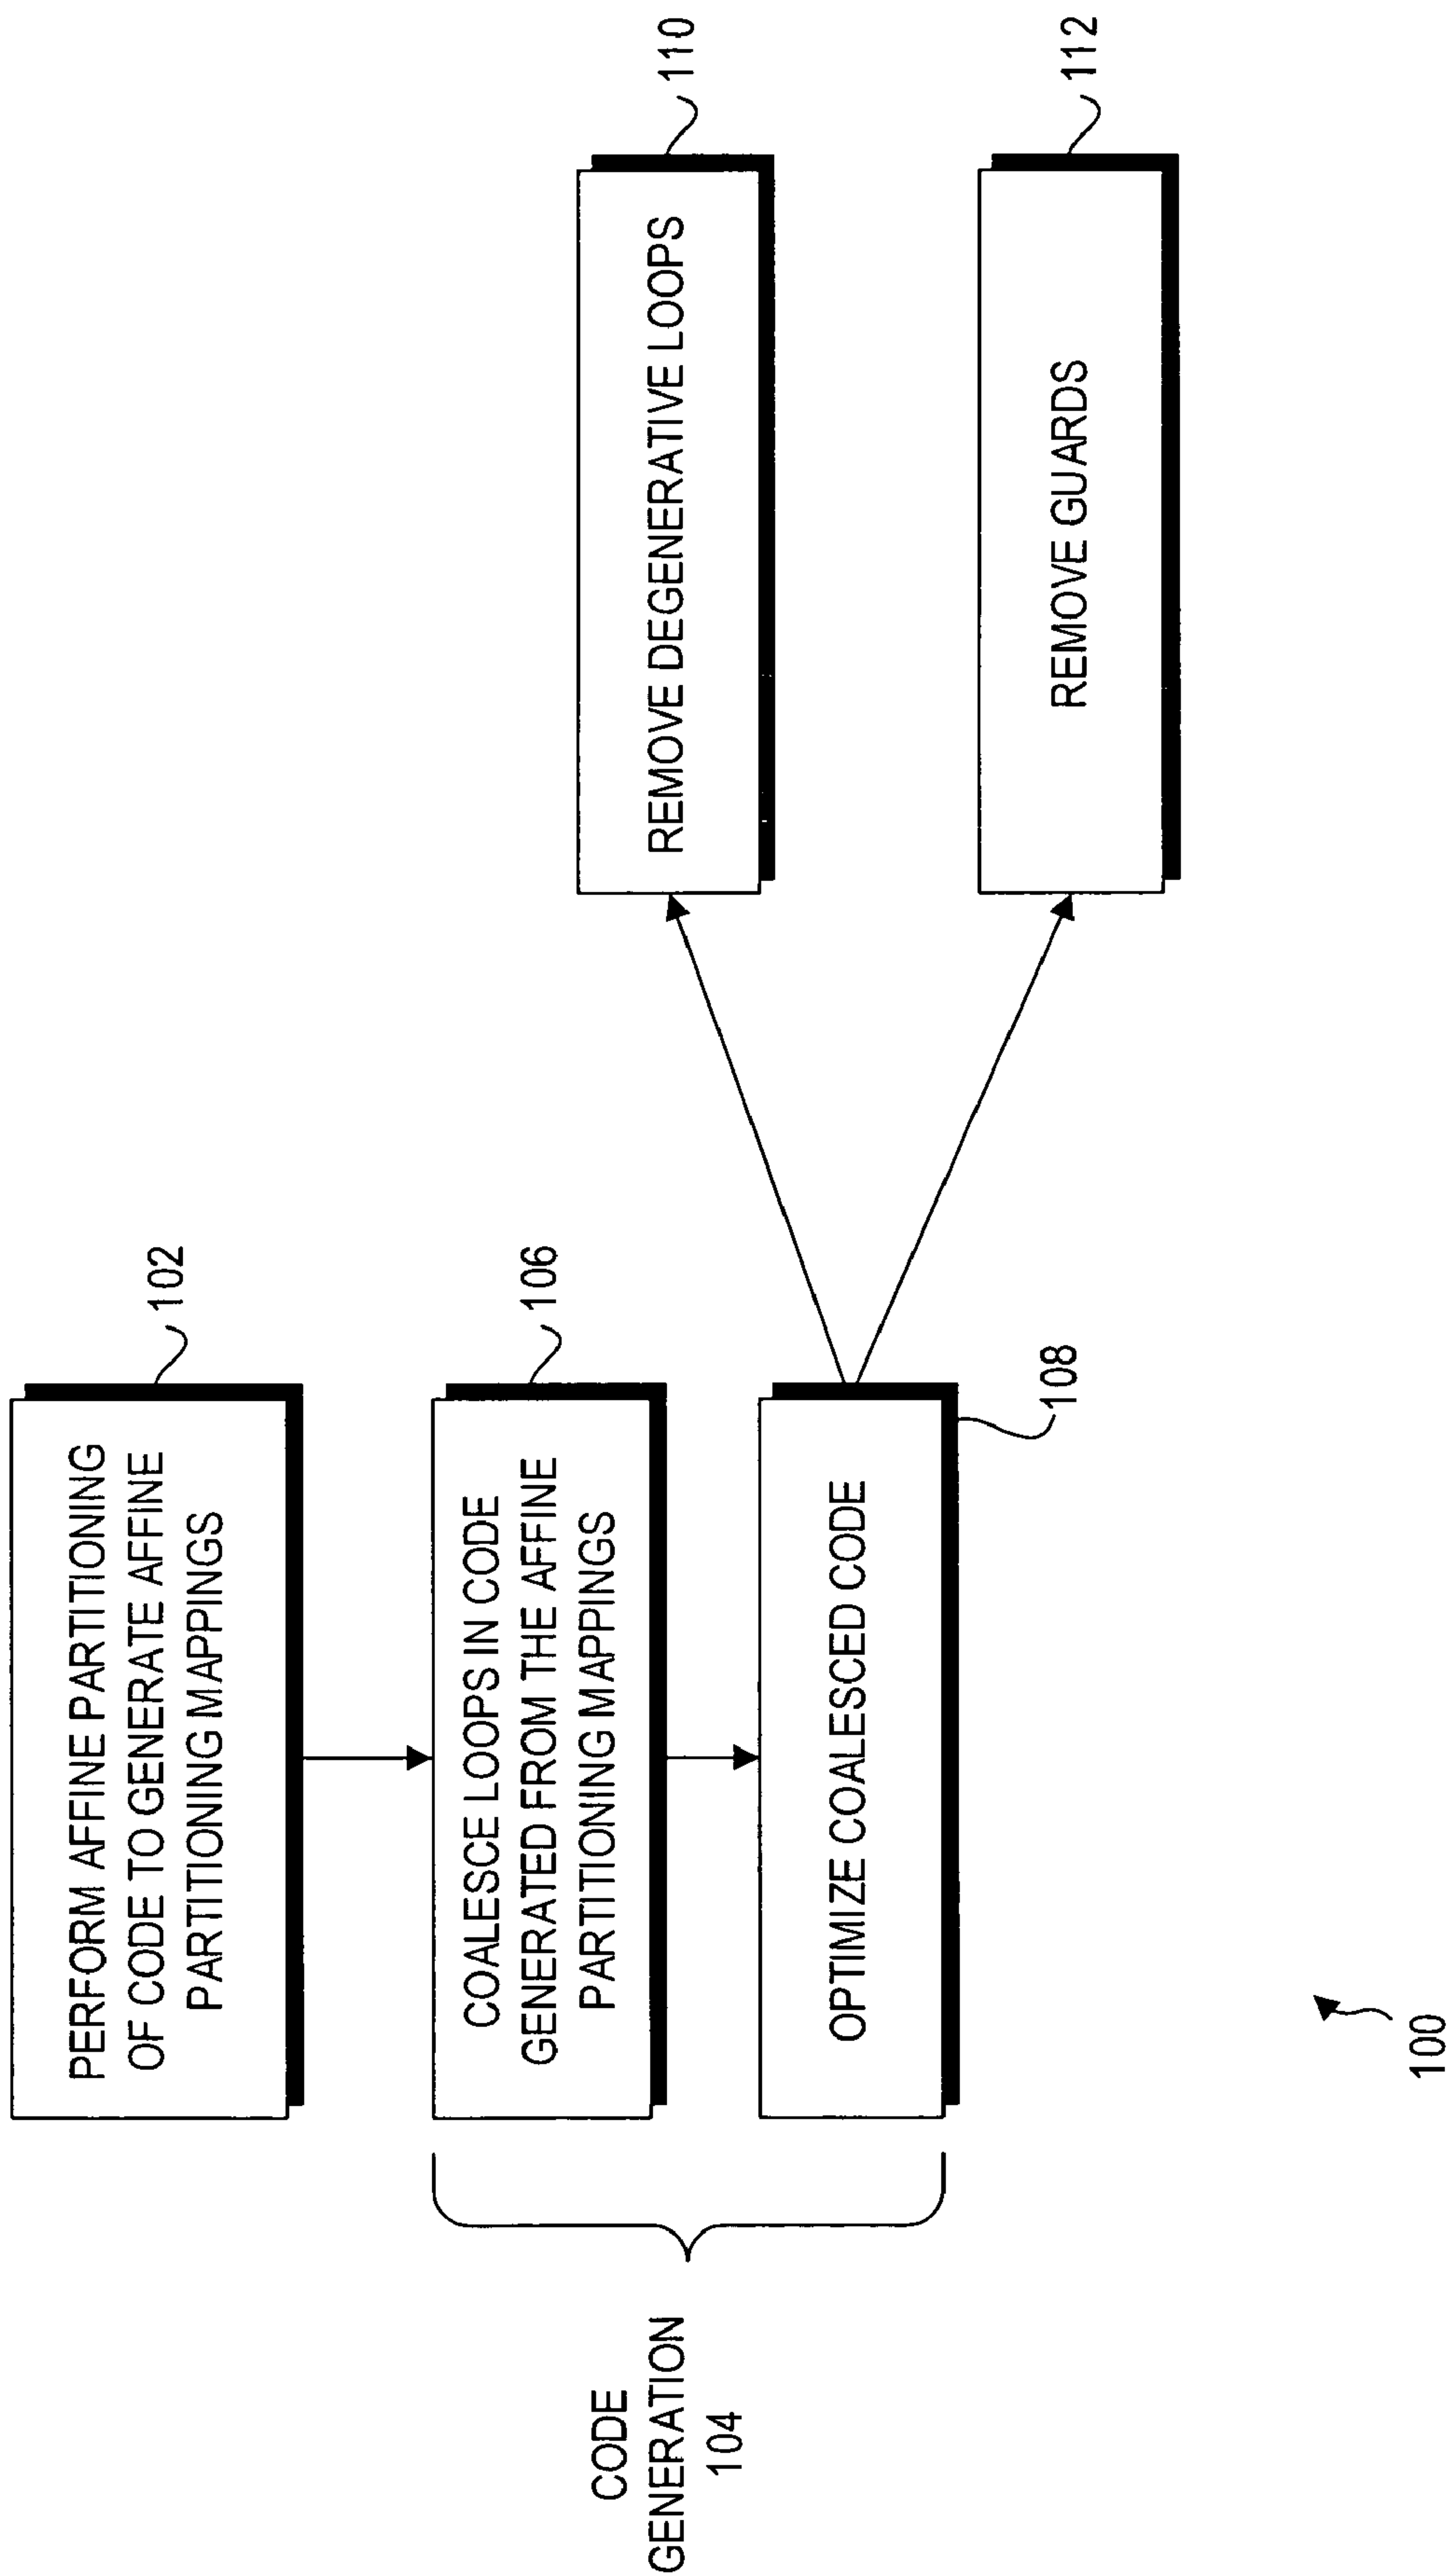 PERFORM AFFINE PARTITIONING
OF CODE TO GENERATE AFFINE
PARTITIONING MAPPINGS
102
CODE
GENERATION
104
COALESCE LOOPS IN CODE
GENERATED FROM THE AFFINE
PARTITIONING MAPPINGS
106
OPTIMIZE COALESCED CODE
108
REMOVE DEGENERATIVE LOOPS
110
REMOVE GUARDS
112
100